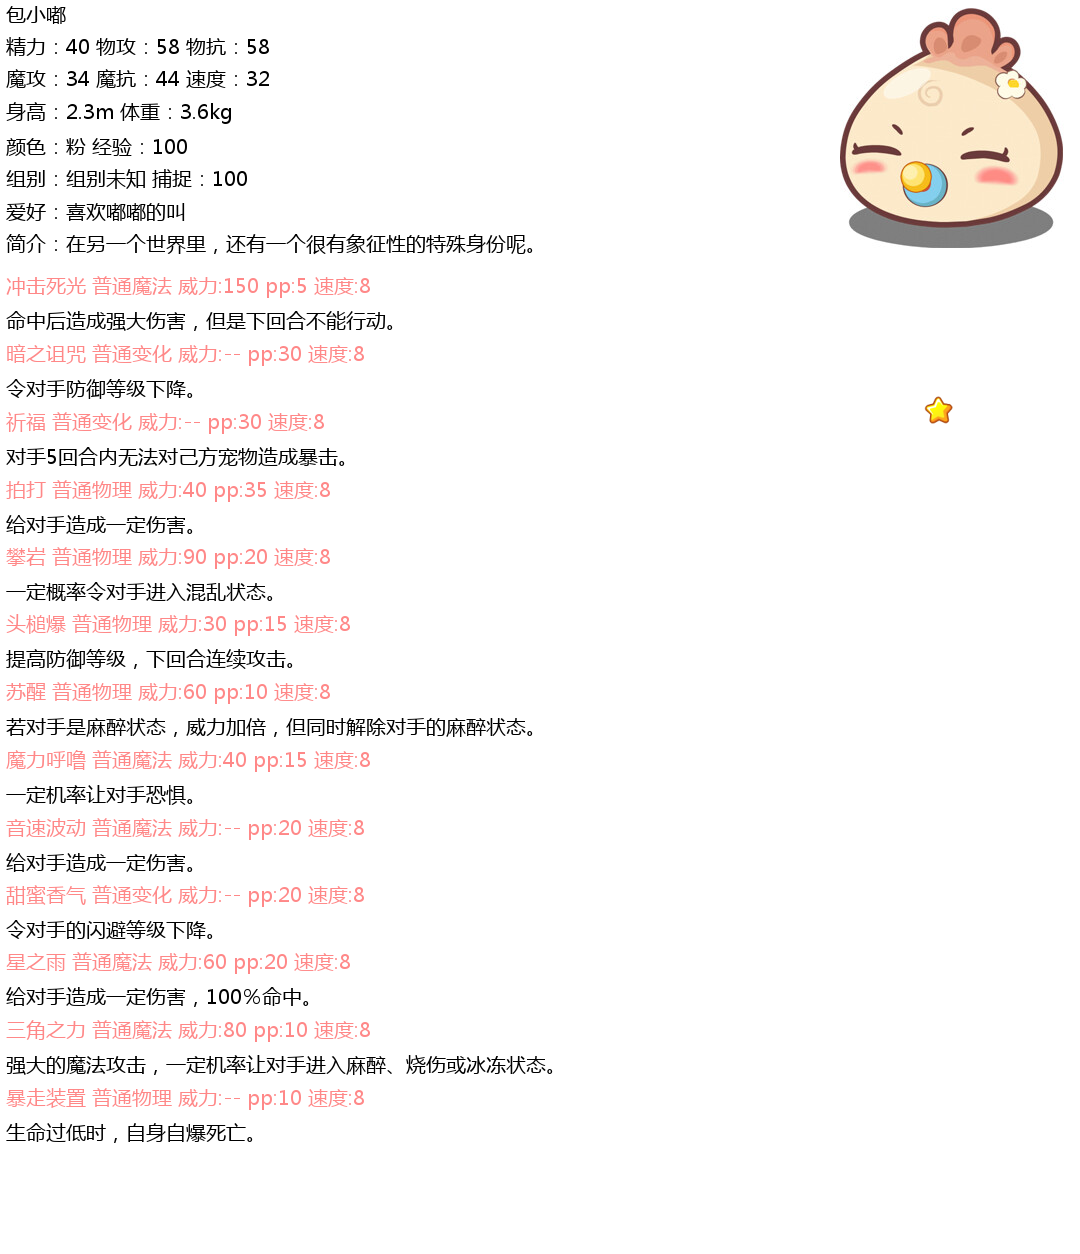 包小嘟
精力：40 物攻：58 物抗：58
魔攻：34 魔抗：44 速度：32
身高：2.3m 体重：3.6kg
颜色：粉 经验：100
组别：组别未知 捕捉：100
爱好：喜欢嘟嘟的叫
简介：在另一个世界里，还有一个很有象征性的特殊身份呢。
冲击死光 普通魔法 威力:150 pp:5 速度:8
命中后造成强大伤害，但是下回合不能行动。
暗之诅咒 普通变化 威力:-- pp:30 速度:8
令对手防御等级下降。
祈福 普通变化 威力:-- pp:30 速度:8
对手5回合内无法对己方宠物造成暴击。
拍打 普通物理 威力:40 pp:35 速度:8
给对手造成一定伤害。
攀岩 普通物理 威力:90 pp:20 速度:8
一定概率令对手进入混乱状态。
头槌爆 普通物理 威力:30 pp:15 速度:8
提高防御等级，下回合连续攻击。
苏醒 普通物理 威力:60 pp:10 速度:8
若对手是麻醉状态，威力加倍，但同时解除对手的麻醉状态。
魔力呼噜 普通魔法 威力:40 pp:15 速度:8
一定机率让对手恐惧。
音速波动 普通魔法 威力:-- pp:20 速度:8
给对手造成一定伤害。
甜蜜香气 普通变化 威力:-- pp:20 速度:8
令对手的闪避等级下降。
星之雨 普通魔法 威力:60 pp:20 速度:8
给对手造成一定伤害，100%命中。
三角之力 普通魔法 威力:80 pp:10 速度:8
强大的魔法攻击，一定机率让对手进入麻醉、烧伤或冰冻状态。
暴走装置 普通物理 威力:-- pp:10 速度:8
生命过低时，自身自爆死亡。